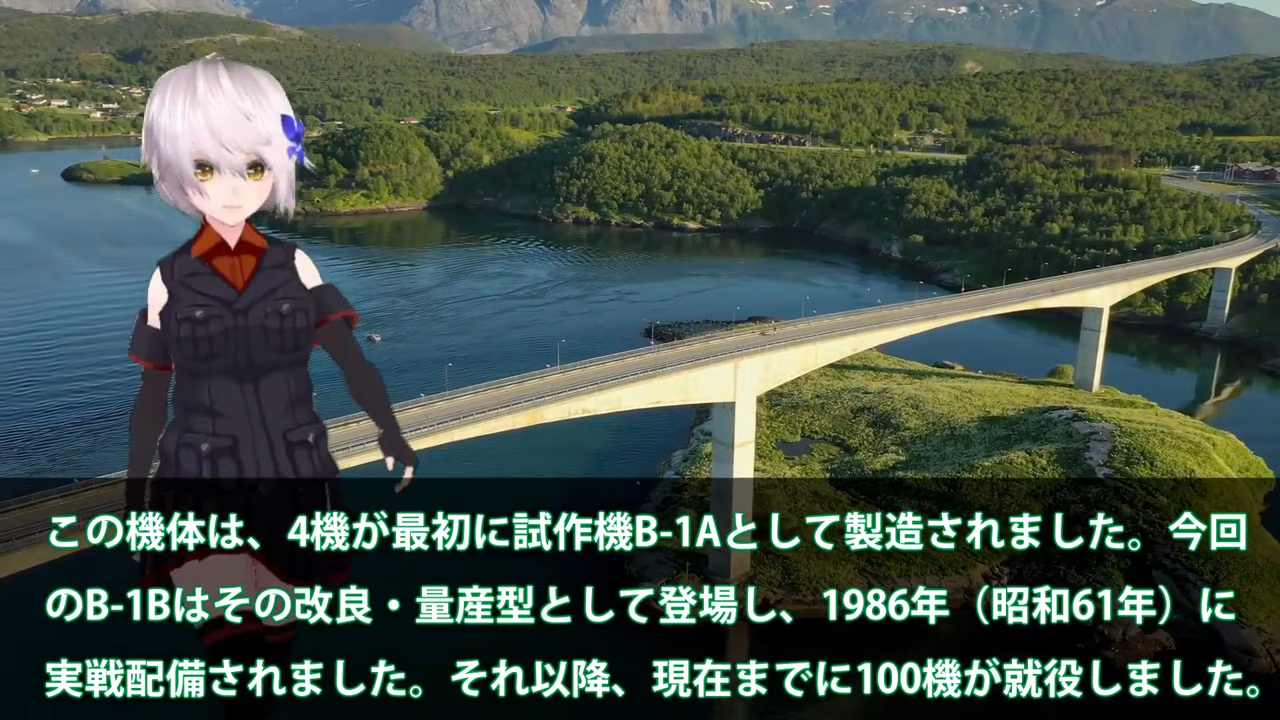 この機体は、4機が最初に試作機B-1Aとして製造されました。今回
のB-1Bはその改良・量産型として登場し、1986年（昭和61年）に
実戦配備されました。それ以降、現在までに100機が就役しました。